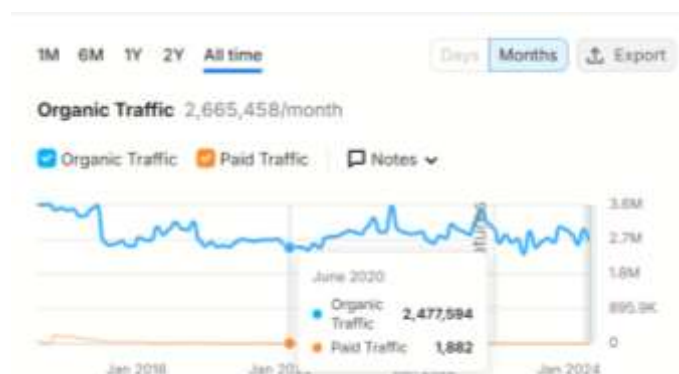 1M 6M 1Y 2Y All time Days Months Export
Organic Traffic 2,665,458/month
Organic Traffic Paid Traffic Notes
3.6M
2.7M
1.8M
June 2020
Organic Traffic 2,477,594
895.9K
Paid Traffic 1,882
0
Jan 2018 Jan Jan 2024